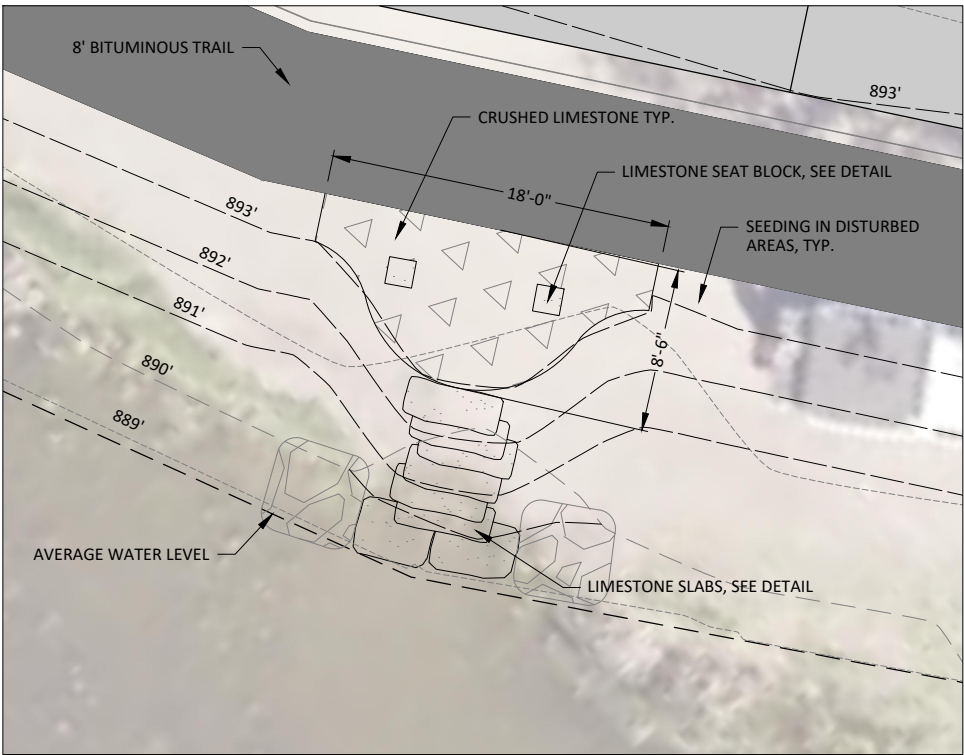 8' BITUMINOUS TRAIL
893'
CRUSHED LIMESTONE TYP.
LIMESTONE SEAT BLOCK, SEE DETAIL
18'-0"
893'
SEEDING IN DISTURBED
AREAS, TYP.
892'
891'
890'
8'-6"
889'
AVERAGE WATER LEVEL
LIMESTONE SLABS, SEE DETAIL